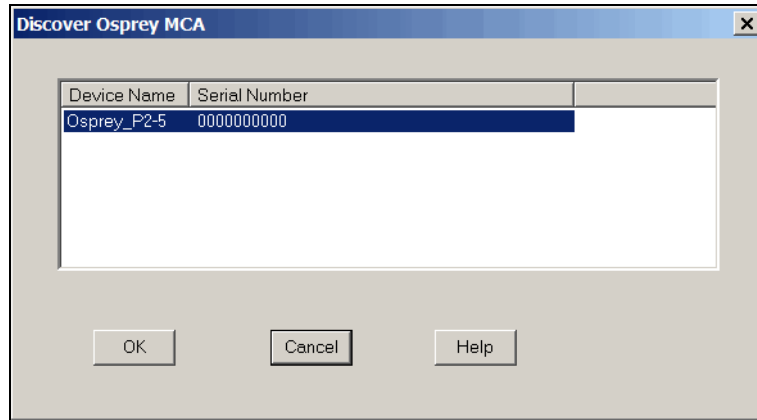 Discover Osprey MCA
Device Name Serial Number
Osprey_P2-5 0000000000
OK Cancel Help